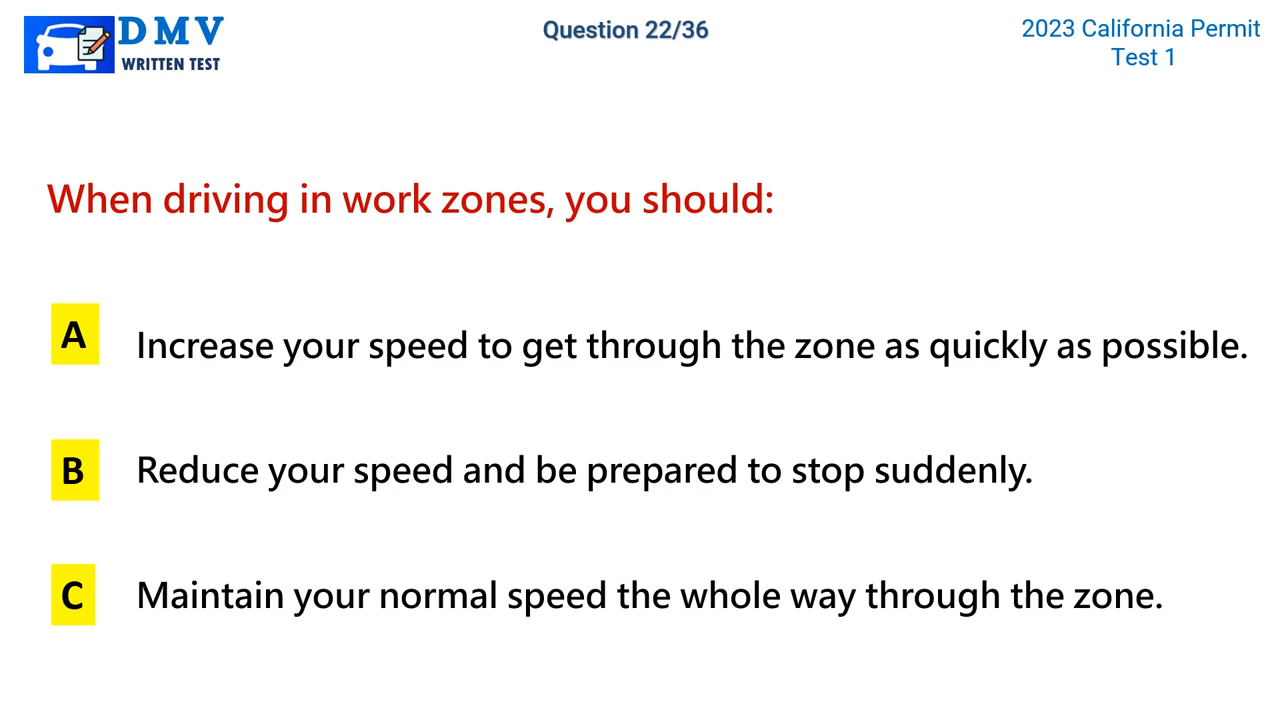 DMV
WRITTEN TEST
Question 22/36
2023 California Permit
Test 1
When driving in work zones, you should:
A Increase your speed to get through the zone as quickly as possible.
B Reduce your speed and be prepared to stop suddenly.
C Maintain your normal speed the whole way through the zone.